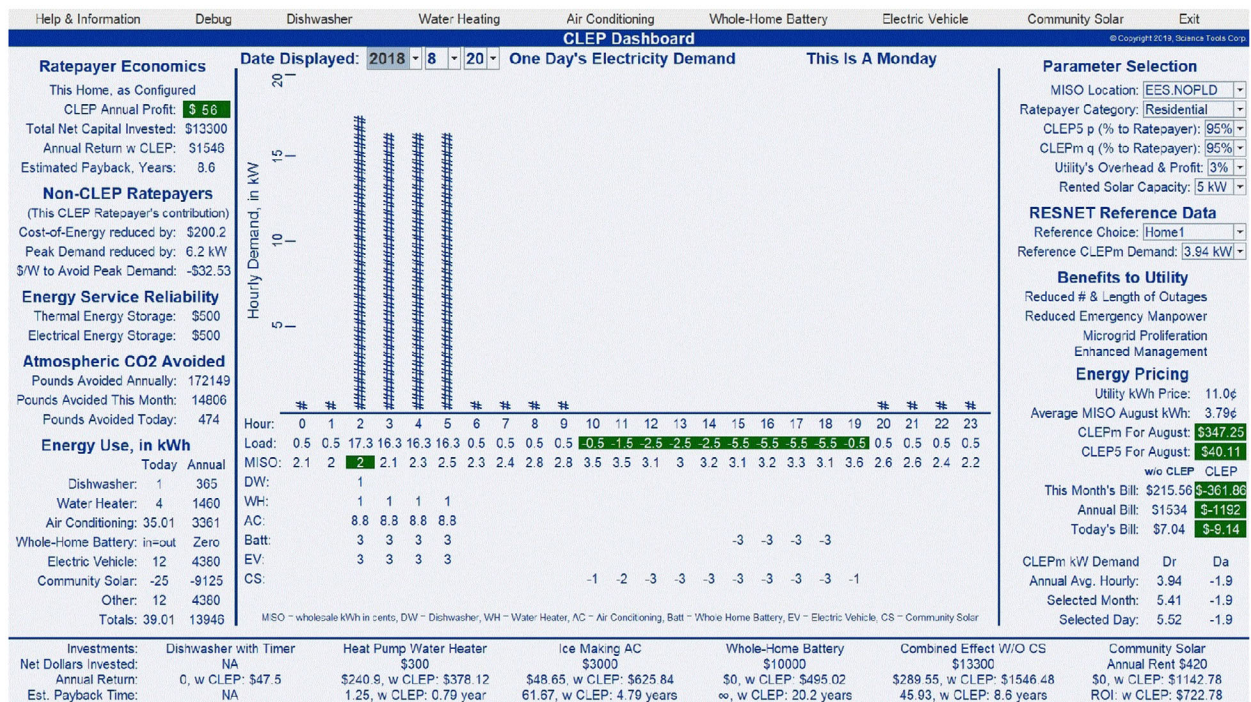 Help & Information Debug Dishwasher Water Heating Air Conditioning Whole-Home Battery Electric Vehicle Community Solar Exit
CLEP Dashboard © Copyright 2019, Science Tools Corp.
Date Displayed: 2018 8 20 One Day's Electricity Demand This Is A Monday
Ratepayer Economics
This Home, as Configured
CLEP Annual Profit: $ 56
Total Net Capital Invested: $13300
Annual Return w CLEP: $1546
Estimated Payback, Years: 8.6
Non-CLEP Ratepayers
(This CLEP Ratepayer's contribution)
Cost-of-Energy reduced by: $200.2
Peak Demand reduced by: 6.2 kW
$/W to Avoid Peak Demand: -$32.53
Energy Service Reliability
Thermal Energy Storage: $500
Electrical Energy Storage: $500
Atmospheric CO2 Avoided
Pounds Avoided Annually: 172149
Pounds Avoided This Month: 14806
Pounds Avoided Today: 474
Energy Use, in kWh
Today Annual
Dishwasher: 1 365
Water Heater: 4 1460
Air Conditioning: 35.01 3361
Whole-Home Battery: in=out Zero
Electric Vehicle: 12 4380
Community Solar: -25 -9125
Other: 12 4380
Totals: 39.01 13946
Hourly Demand, in kW
20
15
10
5
Hour: 0 1 2 3 4 5 6 7 8 9 10 11 12 13 14 15 16 17 18 19 20 21 22 23
Load: 0.5 0.5 17.3 16.3 16.3 16.3 0.5 0.5 0.5 0.5 -0.5 -1.5 -2.5 -2.5 -2.5 -5.5 -5.5 -5.5 -5.5 -0.5 0.5 0.5 0.5 0.5
MISO: 2.1 2 2 2.1 2.3 2.5 2.3 2.4 2.8 2.8 3.5 3.5 3.1 3 3.2 3.1 3.2 3.3 3.1 3.6 2.6 2.6 2.4 2.2
DW: 1
WH: 1 1 1 1
AC: 8.8 8.8 8.8 8.8
Batt: 3 3 3 3 -3 -3 -3 -3
EV: 3 3 3 3
CS: -1 -2 -3 -3 -3 -3 -3 -3 -3 -1
MISO = wholesale kWh in cents, DW = Dishwasher, WH = Water Heater, AC = Air Conditioning, Batt = Whole Home Battery, EV = Electric Vehicle, CS = Community Solar
Parameter Selection
MISO Location: EES.NOPLD
Ratepayer Category: Residential
CLEP5 p (% to Ratepayer): 95%
CLEPm q (% to Ratepayer): 95%
Utility's Overhead & Profit: 3%
Rented Solar Capacity: 5 kW
RESNET Reference Data
Reference Choice: Home1
Reference CLEPm Demand: 3.94 kW
Benefits to Utility
Reduced # & Length of Outages
Reduced Emergency Manpower
Microgrid Proliferation
Enhanced Management
Energy Pricing
Utility kWh Price: 11.0¢
Average MISO August kWh: 3.79¢
CLEPm For August: $347.25
CLEP5 For August: $40.11
w/o CLEP CLEP
This Month's Bill: $215.56 $-361.86
Annual Bill: $1534 $-1192
Today's Bill: $7.04 $-9.14
CLEPm kW Demand Dr Da
Annual Avg. Hourly: 3.94 -1.9
Selected Month: 5.41 -1.9
Selected Day: 5.52 -1.9
Investments: Dishwasher with Timer Heat Pump Water Heater Ice Making AC Whole-Home Battery Combined Effect W/O CS Community Solar
Net Dollars Invested: NA $300 $3000 $10000 $13300 Annual Rent $420
Annual Return: 0, w CLEP: $47.5 $240.9, w CLEP: $378.12 $48.65, w CLEP: $625.84 $0, w CLEP: $495.02 $289.55, w CLEP: $1546.48 $0, w CLEP: $1142.78
Est. Payback Time: NA 1.25, w CLEP: 0.79 year 61.67, w CLEP: 4.79 years ∞, w CLEP: 20.2 years 45.93, w CLEP: 8.6 years ROI: w CLEP: $722.78